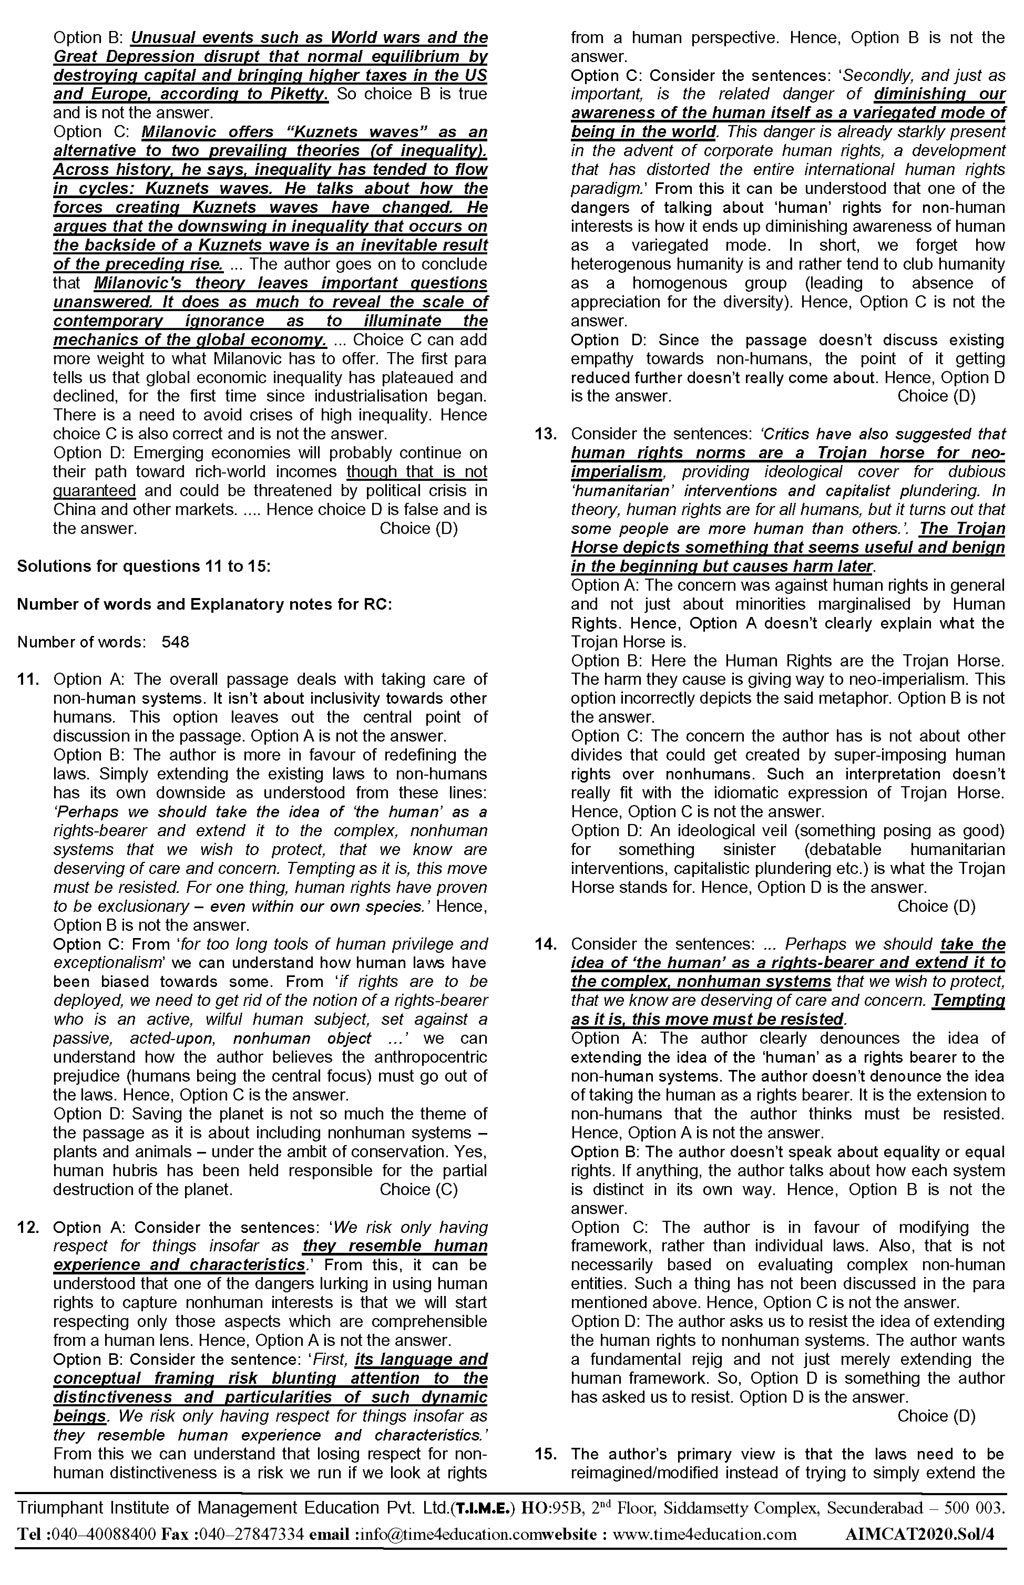 Option B: Unusual events such as World wars and the
Great Depression disrupt that normal equilibrium by
destroying capital and bringing higher taxes in the US
and Europe, according to Piketty. So choice B is true
and is not the answer.
Option C: Milanovic offers “Kuznets waves” as an
alternative to two prevailing theories (of inequality).
Across history, he says, inequality has tended to flow
in cycles: Kuznets waves. He talks about how the
forces creating Kuznets waves have changed. He
argues that the downswing in inequality that occurs on
the backside of a Kuznets wave is an inevitable result
of the preceding rise. ... The author goes on to conclude
that Milanovic's theory leaves important questions
unanswered. It does as much to reveal the scale of
contemporary ignorance as to illuminate the
mechanics of the global economy. ... Choice C can add
more weight to what Milanovic has to offer. The first para
tells us that global economic inequality has plateaued and
declined, for the first time since industrialisation began.
There is a need to avoid crises of high inequality. Hence
choice C is also correct and is not the answer.
Option D: Emerging economies will probably continue on
their path toward rich-world incomes though that is not
guaranteed and could be threatened by political crisis in
China and other markets. .... Hence choice D is false and is
the answer. Choice (D)
Solutions for questions 11 to 15:
Number of words and Explanatory notes for RC:
Number of words: 548
11. Option A: The overall passage deals with taking care of
non-human systems. It isn’t about inclusivity towards other
humans. This option leaves out the central point of
discussion in the passage. Option A is not the answer.
Option B: The author is more in favour of redefining the
laws. Simply extending the existing laws to non-humans
has its own downside as understood from these lines:
‘Perhaps we should take the idea of ‘the human’ as a
rights-bearer and extend it to the complex, nonhuman
systems that we wish to protect, that we know are
deserving of care and concern. Tempting as it is, this move
must be resisted. For one thing, human rights have proven
to be exclusionary – even within our own species.’ Hence,
Option B is not the answer.
Option C: From ‘for too long tools of human privilege and
exceptionalism’ we can understand how human laws have
been biased towards some. From ‘if rights are to be
deployed, we need to get rid of the notion of a rights-bearer
who is an active, wilful human subject, set against a
passive, acted-upon, nonhuman object ...’ we can
understand how the author believes the anthropocentric
prejudice (humans being the central focus) must go out of
the laws. Hence, Option C is the answer.
Option D: Saving the planet is not so much the theme of
the passage as it is about including nonhuman systems –
plants and animals – under the ambit of conservation. Yes,
human hubris has been held responsible for the partial
destruction of the planet. Choice (C)
12. Option A: Consider the sentences: ‘We risk only having
respect for things insofar as they resemble human
experience and characteristics.’ From this, it can be
understood that one of the dangers lurking in using human
rights to capture nonhuman interests is that we will start
respecting only those aspects which are comprehensible
from a human lens. Hence, Option A is not the answer.
Option B: Consider the sentence: ‘First, its language and
conceptual framing risk blunting attention to the
distinctiveness and particularities of such dynamic
beings. We risk only having respect for things insofar as
they resemble human experience and characteristics.’
From this we can understand that losing respect for non-
human distinctiveness is a risk we run if we look at rights
from a human perspective. Hence, Option B is not the
answer.
Option C: Consider the sentences: ‘Secondly, and just as
important, is the related danger of diminishing our
awareness of the human itself as a variegated mode of
being in the world. This danger is already starkly present
in the advent of corporate human rights, a development
that has distorted the entire international human rights
paradigm.’ From this it can be understood that one of the
dangers of talking about ‘human’ rights for non-human
interests is how it ends up diminishing awareness of human
as a variegated mode. In short, we forget how
heterogenous humanity is and rather tend to club humanity
as a homogenous group (leading to absence of
appreciation for the diversity). Hence, Option C is not the
answer.
Option D: Since the passage doesn’t discuss existing
empathy towards non-humans, the point of it getting
reduced further doesn’t really come about. Hence, Option D
is the answer. Choice (D)
13. Consider the sentences: ‘Critics have also suggested that
human rights norms are a Trojan horse for neo-
imperialism, providing ideological cover for dubious
‘humanitarian’ interventions and capitalist plundering. In
theory, human rights are for all humans, but it turns out that
some people are more human than others.’. The Trojan
Horse depicts something that seems useful and benign
in the beginning but causes harm later.
Option A: The concern was against human rights in general
and not just about minorities marginalised by Human
Rights. Hence, Option A doesn’t clearly explain what the
Trojan Horse is.
Option B: Here the Human Rights are the Trojan Horse.
The harm they cause is giving way to neo-imperialism. This
option incorrectly depicts the said metaphor. Option B is not
the answer.
Option C: The concern the author has is not about other
divides that could get created by super-imposing human
rights over nonhumans. Such an interpretation doesn’t
really fit with the idiomatic expression of Trojan Horse.
Hence, Option C is not the answer.
Option D: An ideological veil (something posing as good)
for something sinister (debatable humanitarian
interventions, capitalistic plundering etc.) is what the Trojan
Horse stands for. Hence, Option D is the answer.
Choice (D)
14. Consider the sentences: ... Perhaps we should take the
idea of ‘the human’ as a rights-bearer and extend it to
the complex, nonhuman systems that we wish to protect,
that we know are deserving of care and concern. Tempting
as it is, this move must be resisted.
Option A: The author clearly denounces the idea of
extending the idea of the ‘human’ as a rights bearer to the
non-human systems. The author doesn’t denounce the idea
of taking the human as a rights bearer. It is the extension to
non-humans that the author thinks must be resisted.
Hence, Option A is not the answer.
Option B: The author doesn’t speak about equality or equal
rights. If anything, the author talks about how each system
is distinct in its own way. Hence, Option B is not the
answer.
Option C: The author is in favour of modifying the
framework, rather than individual laws. Also, that is not
necessarily based on evaluating complex non-human
entities. Such a thing has not been discussed in the para
mentioned above. Hence, Option C is not the answer.
Option D: The author asks us to resist the idea of extending
the human rights to nonhuman systems. The author wants
a fundamental rejig and not just merely extending the
human framework. So, Option D is something the author
has asked us to resist. Option D is the answer.
Choice (D)
15. The author’s primary view is that the laws need to be
reimagined/modified instead of trying to simply extend the
Triumphant Institute of Management Education Pvt. Ltd.(T.I.M.E.) HO:95B, 2nd Floor, Siddamsetty Complex, Secunderabad – 500 003.
Tel :040–40088400 Fax :040–27847334 email :info@time4education.comwebsite : www.time4education.com AIMCAT2020.Sol/4